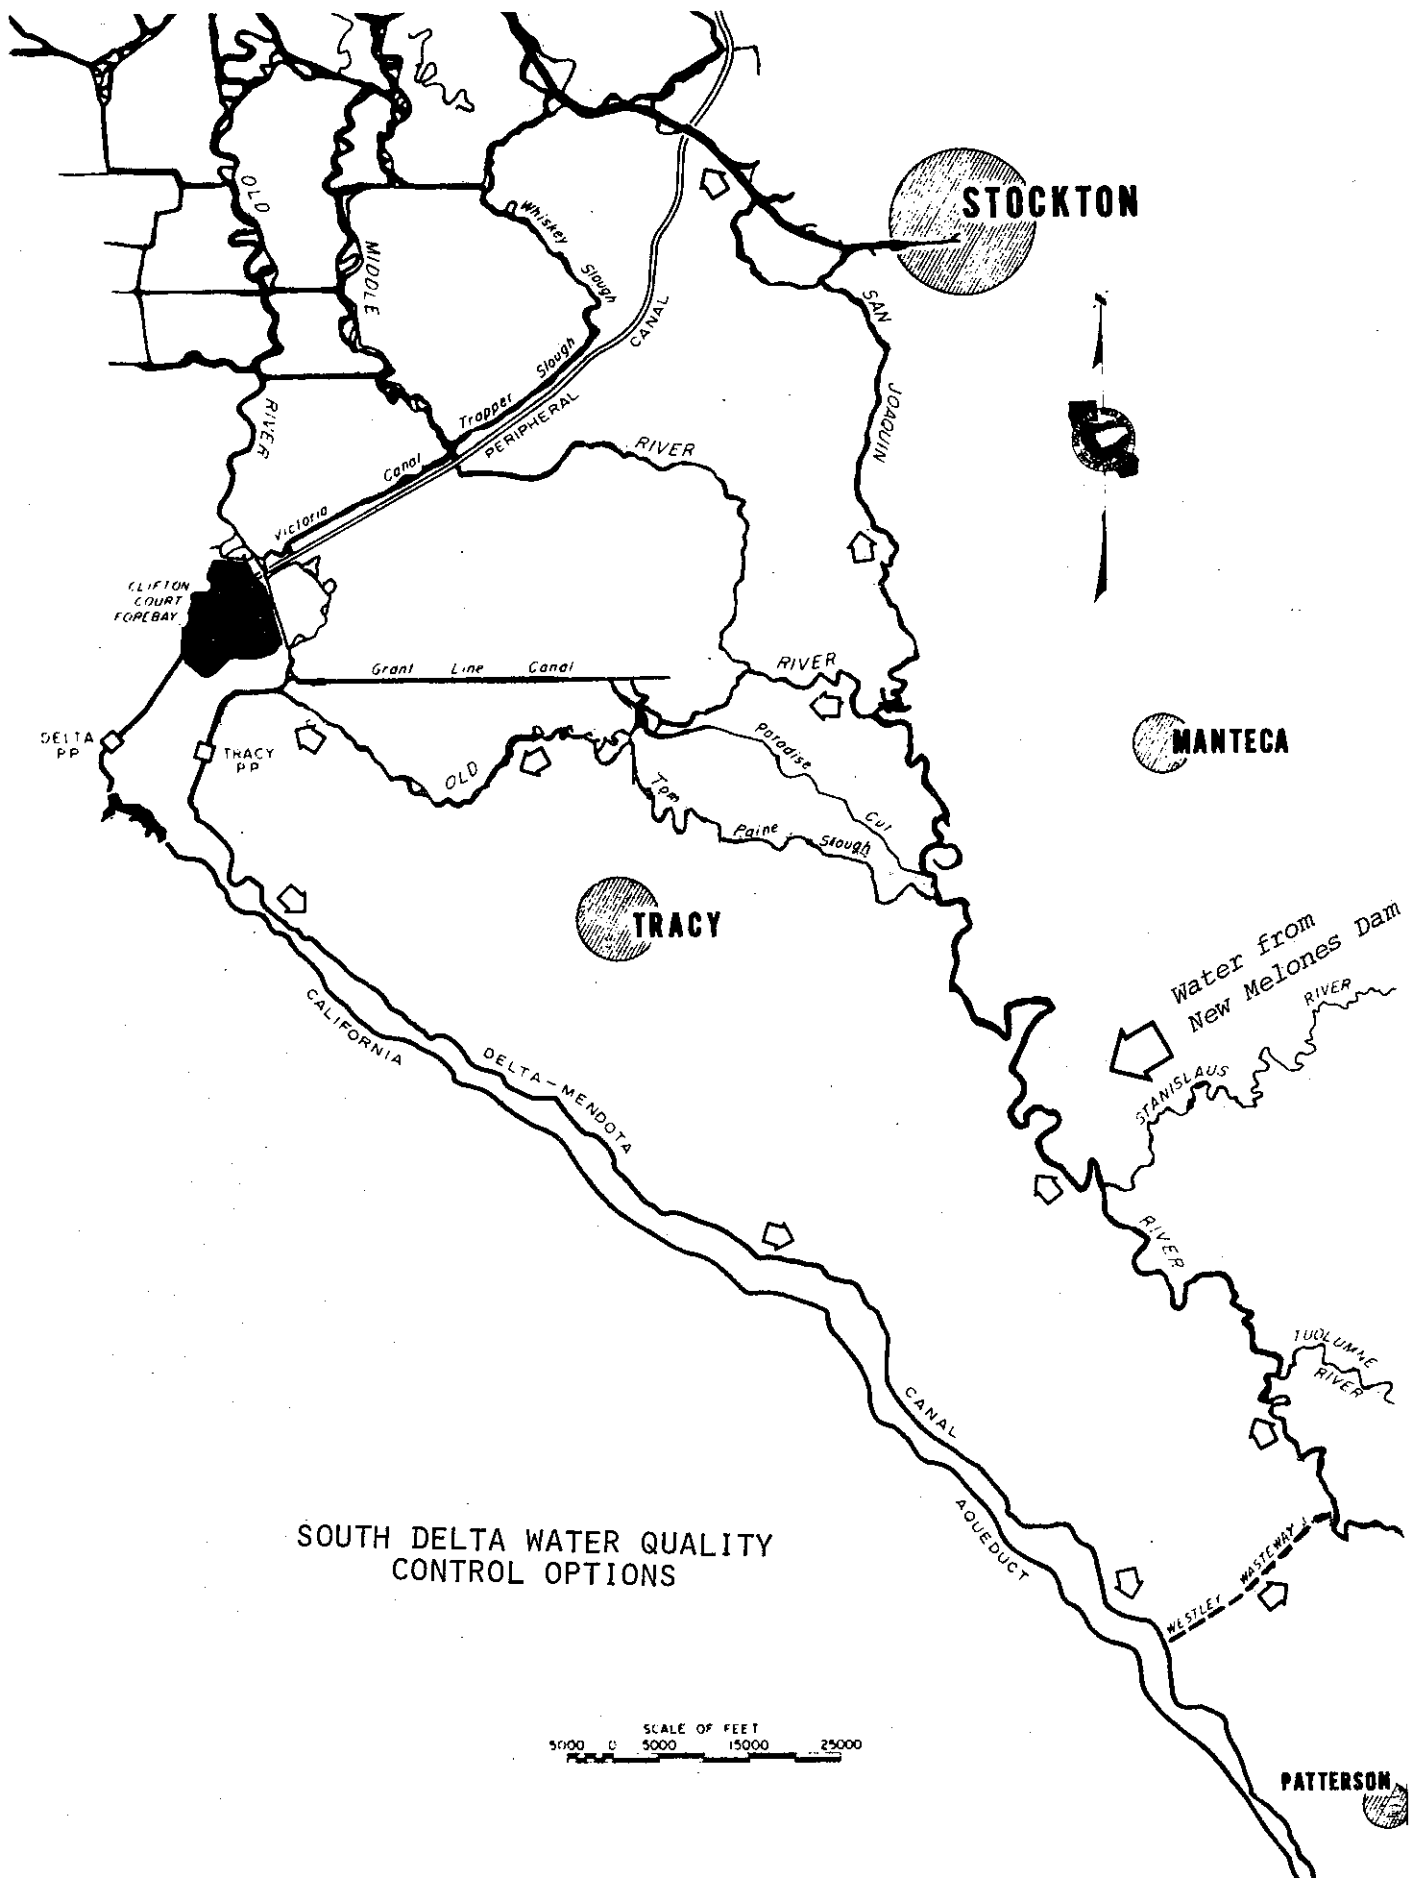 STOCKTON
OLD
Whiskey
MIDDLE
Slough
CANAL
SAN
Slough
JOAQUIN
Trapper
PERIPHERAL
RIVER
RIVER
Canal
Victoria
CLIFTON
COURT
FOREBAY
Grant Line Canal
RIVER
DELTA
PP
TRACY
PP
MANTECA
Paradise
OLD
Tom
Cut
Paine
Slough
TRACY
Water from
New Melones Dam
RIVER
CALIFORNIA
STANISLAUS
DELTA-MENDOTA
RIVER
TUOLUMNE
RIVER
CANAL
AQUEDUCT
SOUTH DELTA WATER QUALITY
CONTROL OPTIONS
WESTLEY WASTEWAY
SCALE OF FEET
5000 0 5000 15000 25000
PATTERSON